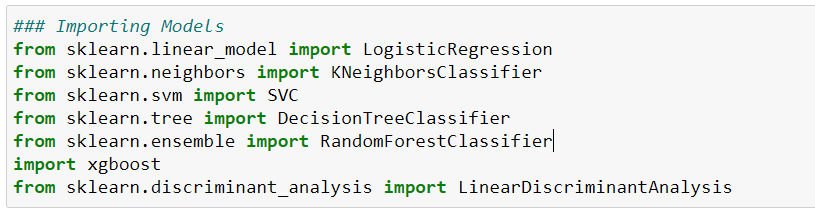 ### Importing Models
from sklearn.linear_model import LogisticRegression
from sklearn.neighbors import KNeighborsClassifier
from sklearn.svm import SVC
from sklearn.tree import DecisionTreeClassifier
from sklearn.ensemble import RandomForestClassifier
import xgboost
from sklearn.discriminant_analysis import LinearDiscriminantAnalysis